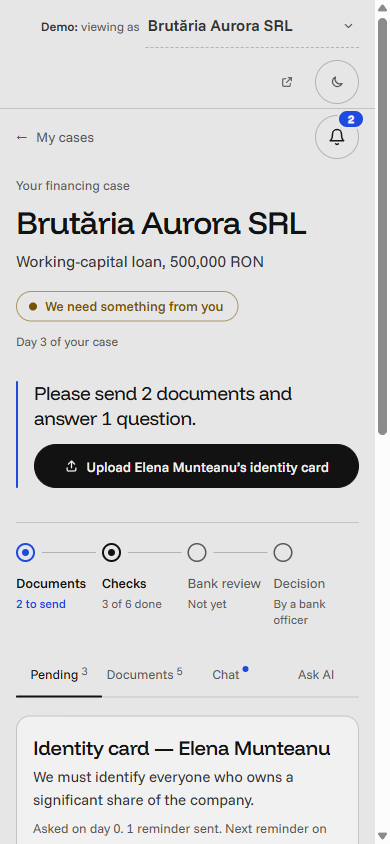 Demo: viewing as Brutăria Aurora SRL
2
← My cases
Your financing case
Brutăria Aurora SRL
Working-capital loan, 500,000 RON
We need something from you
Day 3 of your case
Please send 2 documents and
answer 1 question.
Upload Elena Munteanu's identity card
Documents Checks Bank review Decision
2 to send 3 of 6 done Not yet By a bank
officer
Pending 3 Documents 5 Chat Ask AI
Identity card — Elena Munteanu
We must identify everyone who owns a
significant share of the company.
Asked on day 0. 1 reminder sent. Next reminder on